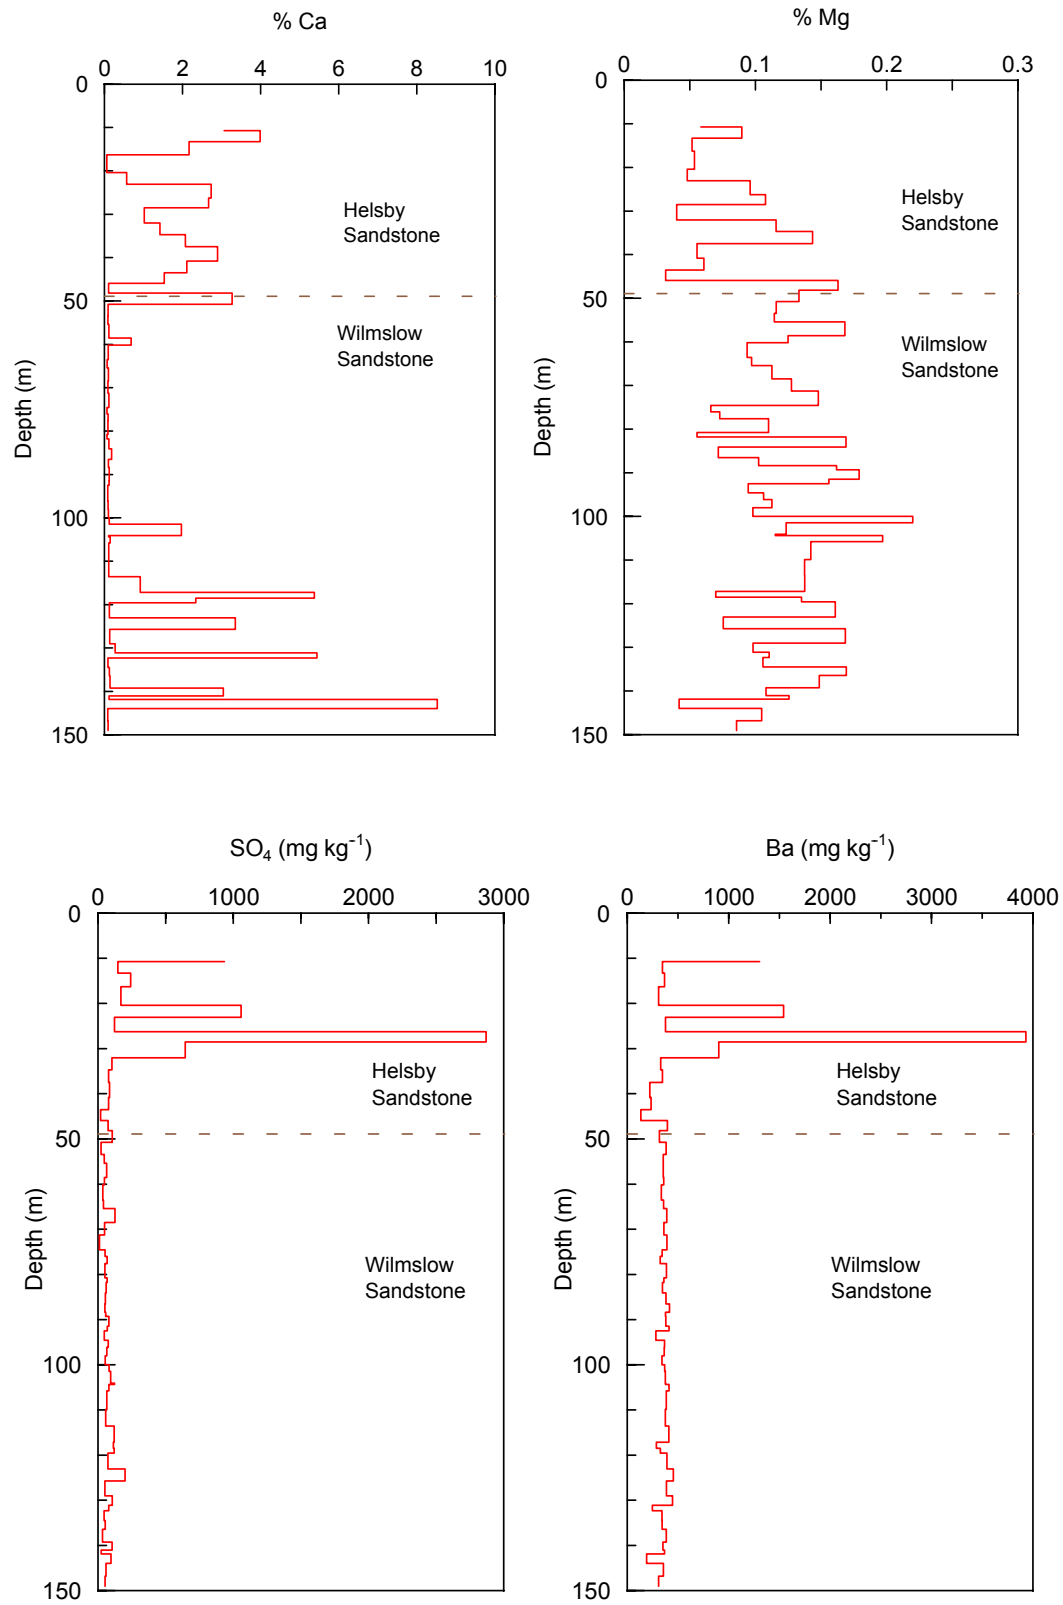 % Ca
0 2 4 6 8 10
0
50
100
150
Depth (m)
Helsby
Sandstone
Wilmslow
Sandstone
% Mg
0 0.1 0.2 0.3
0
50
100
150
Depth (m)
Helsby
Sandstone
Wilmslow
Sandstone
SO₄ (mg kg⁻¹)
0 1000 2000 3000
0
50
100
150
Depth (m)
Helsby
Sandstone
Wilmslow
Sandstone
Ba (mg kg⁻¹)
0 1000 2000 3000 4000
0
50
100
150
Depth (m)
Helsby
Sandstone
Wilmslow
Sandstone